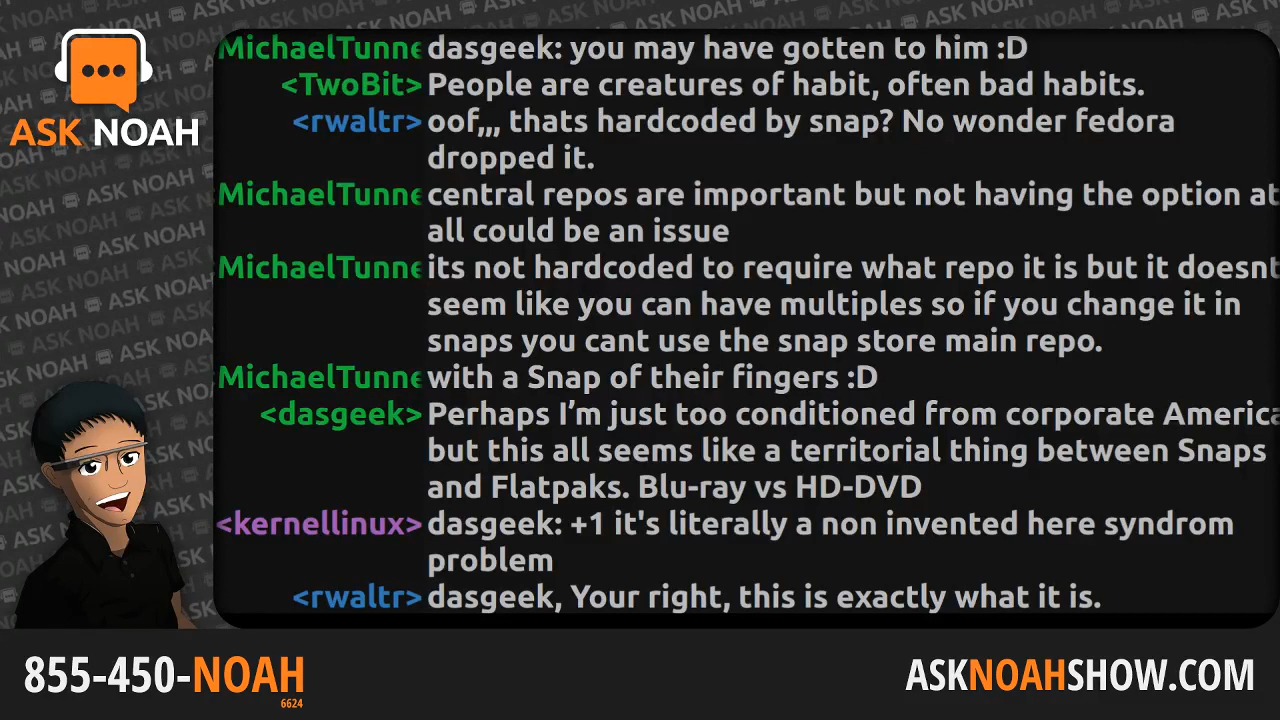 ASK NOAH
MichaelTunne dasgeek: you may have gotten to him :D
<TwoBit> People are creatures of habit, often bad habits.
<rwaltr> oof,,, thats hardcoded by snap? No wonder fedora
dropped it.
MichaelTunne central repos are important but not having the option at
all could be an issue
MichaelTunne its not hardcoded to require what repo it is but it doesnt
seem like you can have multiples so if you change it in
snaps you cant use the snap store main repo.
MichaelTunne with a Snap of their fingers :D
<dasgeek> Perhaps I’m just too conditioned from corporate America
but this all seems like a territorial thing between Snaps
and Flatpaks. Blu-ray vs HD-DVD
<kernellinux> dasgeek: +1 it's literally a non invented here syndrom
problem
<rwaltr> dasgeek, Your right, this is exactly what it is.
855-450-NOAH
6624
ASKNOAHSHOW.COM